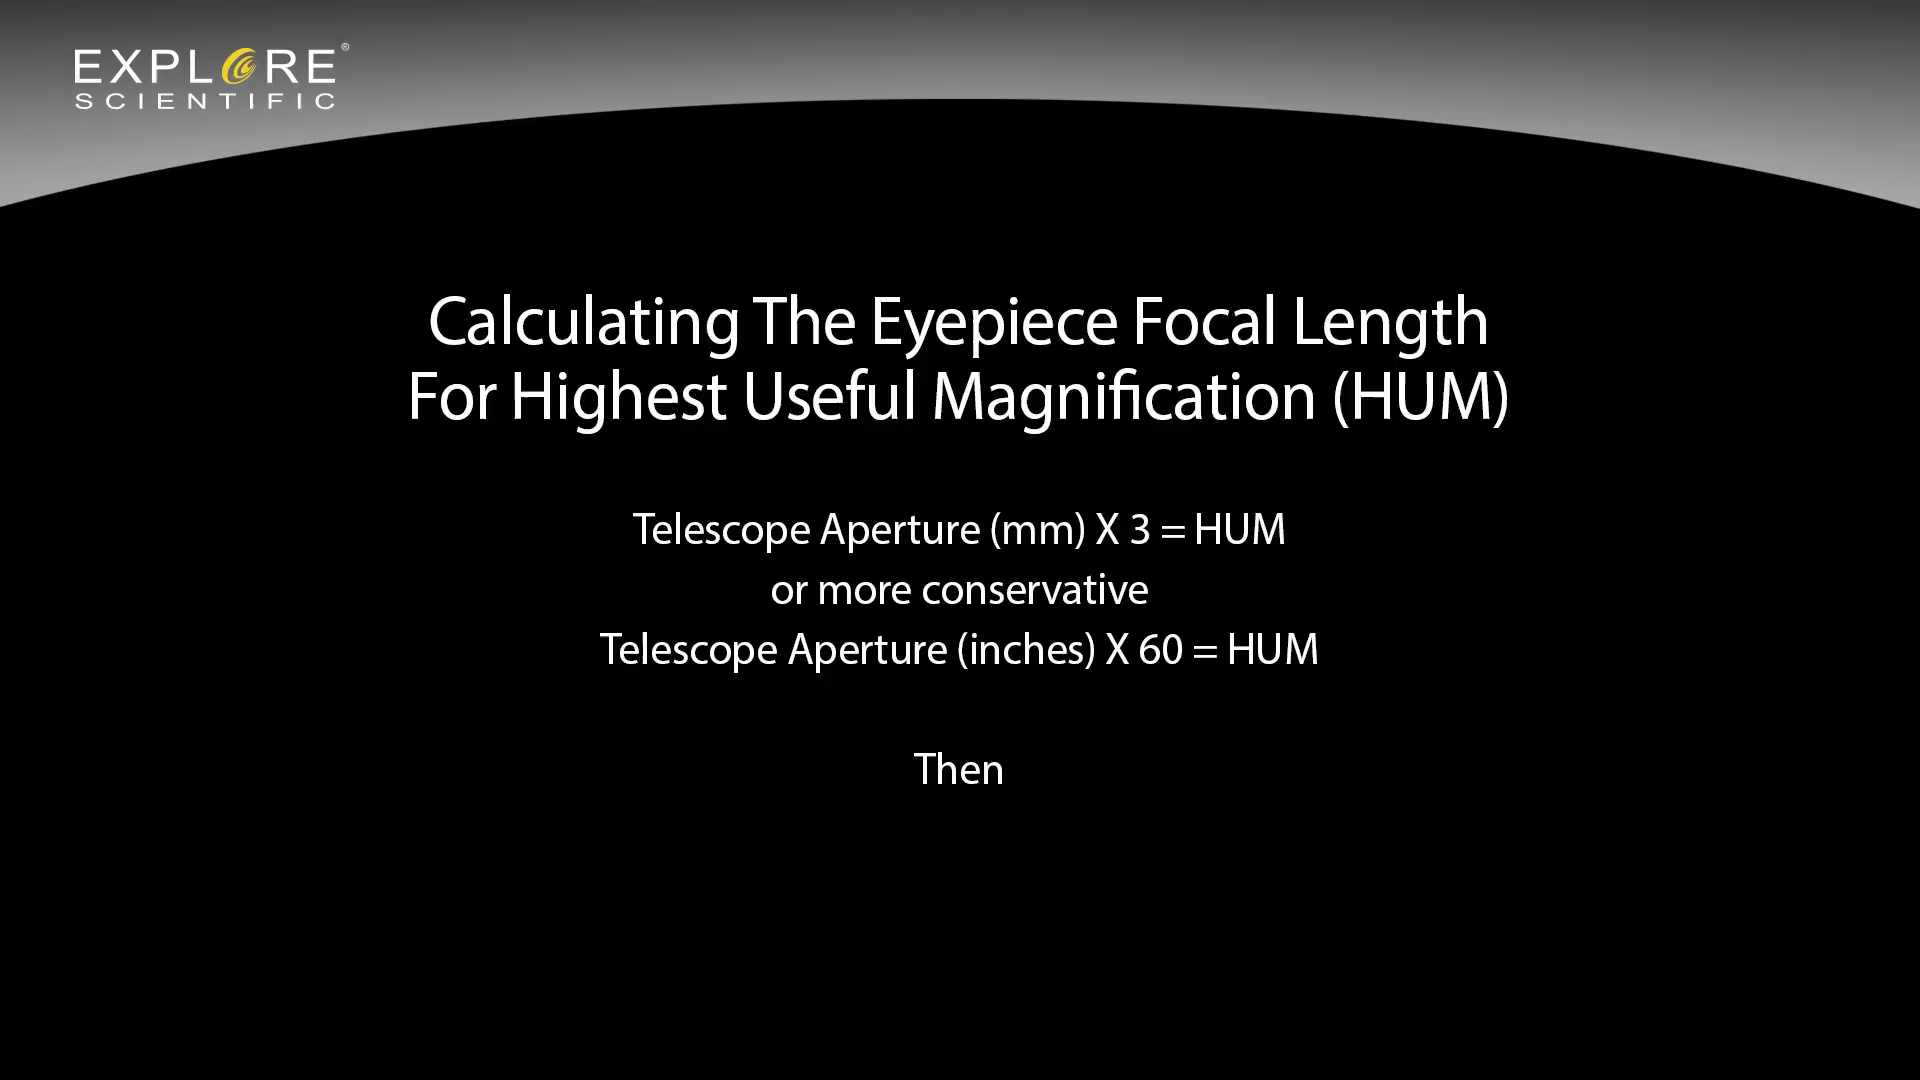 EXPLORE®
SCIENTIFIC
Calculating The Eyepiece Focal Length
For Highest Useful Magnification (HUM)
Telescope Aperture (mm) X 3 = HUM
or more conservative
Telescope Aperture (inches) X 60 = HUM
Then